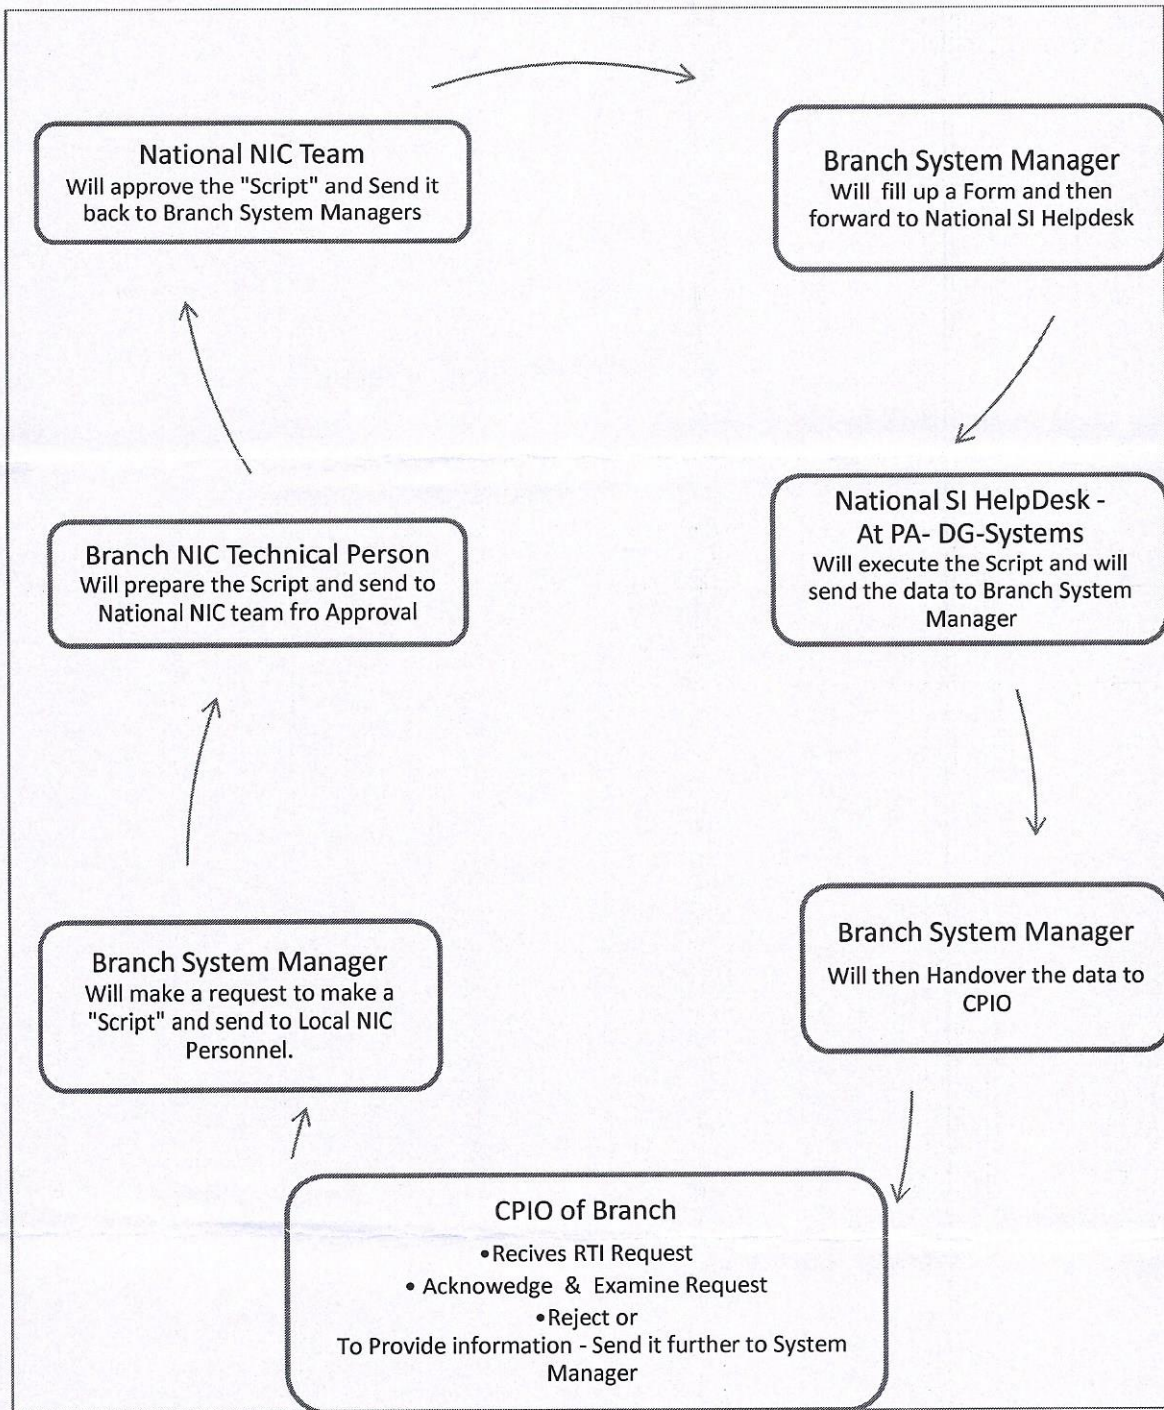 National NIC Team
Will approve the "Script" and Send it
back to Branch System Managers
Branch System Manager
Will fill up a Form and then
forward to National SI Helpdesk
National SI HelpDesk -
At PA- DG-Systems
Will execute the Script and will
send the data to Branch System
Manager
Branch NIC Technical Person
Will prepare the Script and send to
National NIC team fro Approval
Branch System Manager
Will make a request to make a
"Script" and send to Local NIC
Personnel.
Branch System Manager
Will then Handover the data to
CPIO
CPIO of Branch
•Recives RTI Request
• Acknowedge & Examine Request
•Reject or
To Provide information - Send it further to System
Manager